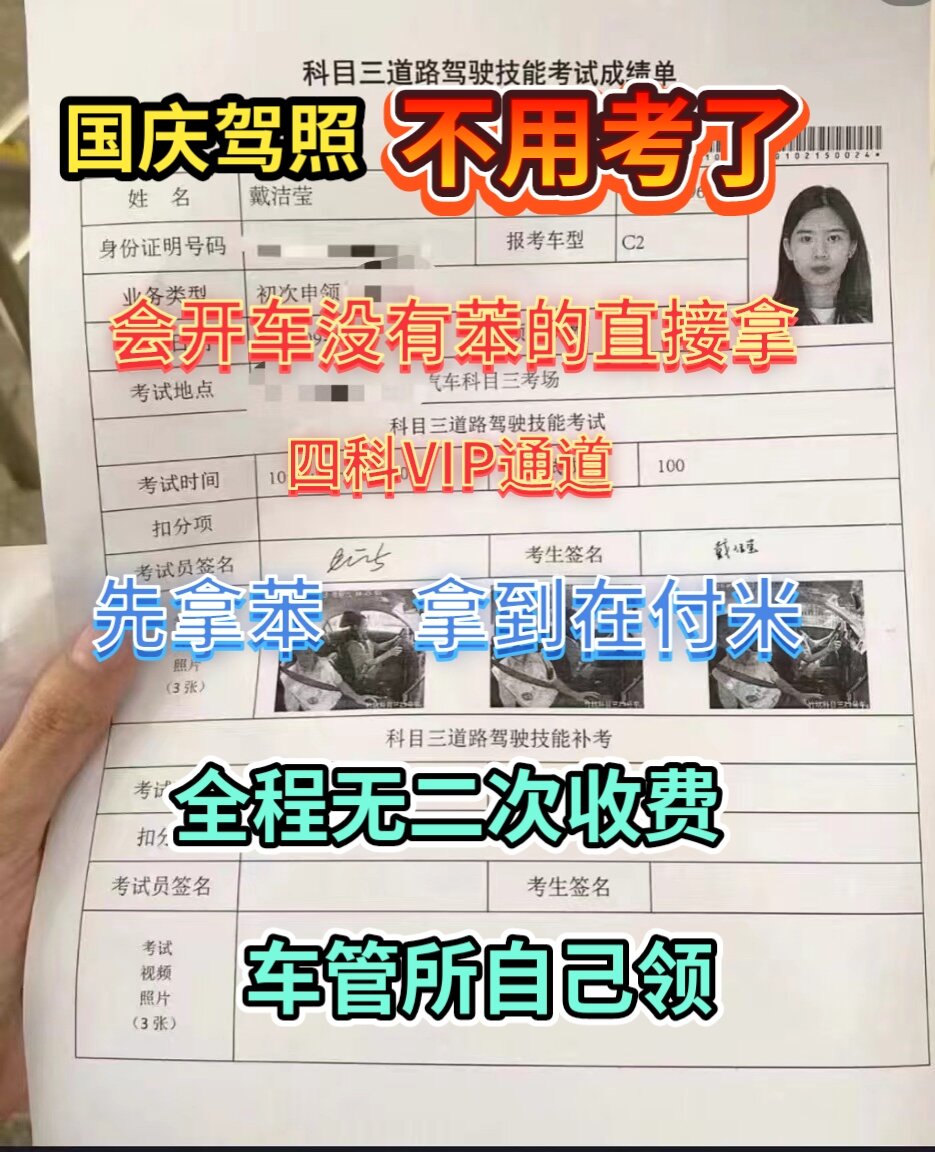 科目三道路驾驶技能考试成绩单
国庆驾照 不用考了
姓 名 戴洁莹
身份证明号码 报考车型 C2
业务类型 初次申领
会开车没有苯的直接拿
考试地点 汽车科目三考场
科目三道路驾驶技能考试
四科VIP通道
考试时间 10 100
扣分项
考试员签名 考生签名 戴洁莹
先拿苯 拿到在付米
照片
(3张)
科目三道路驾驶技能补考
考试
全程无二次收费
扣分
考试员签名 考生签名
考试
视频
照片
(3张)
车管所自己领